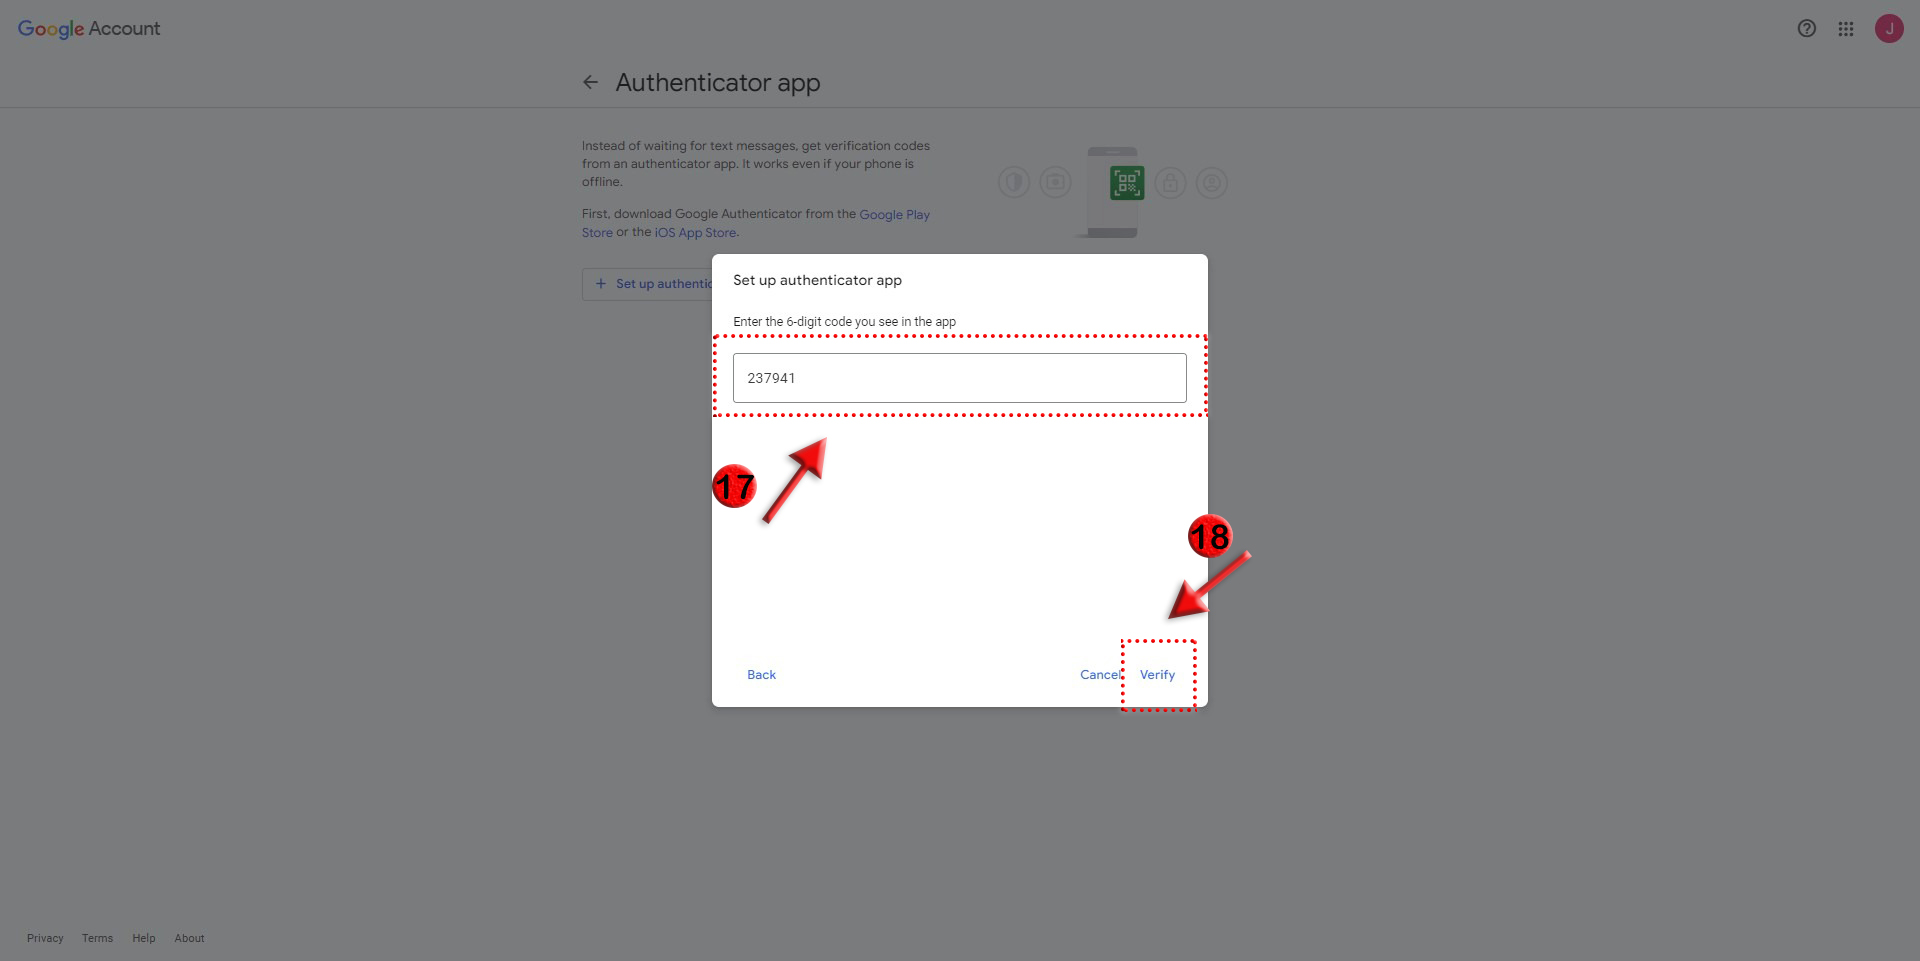 Google Account
J
Authenticator app
Instead of waiting for text messages, get verification codes
from an authenticator app. It works even if your phone is
offline.
First, download Google Authenticator from the Google Play
Store or the iOS App Store.
+ Set up authentic
Set up authenticator app
Enter the 6-digit code you see in the app
237941
17
18
Back
Cancel
Verify
Privacy
Terms
Help
About